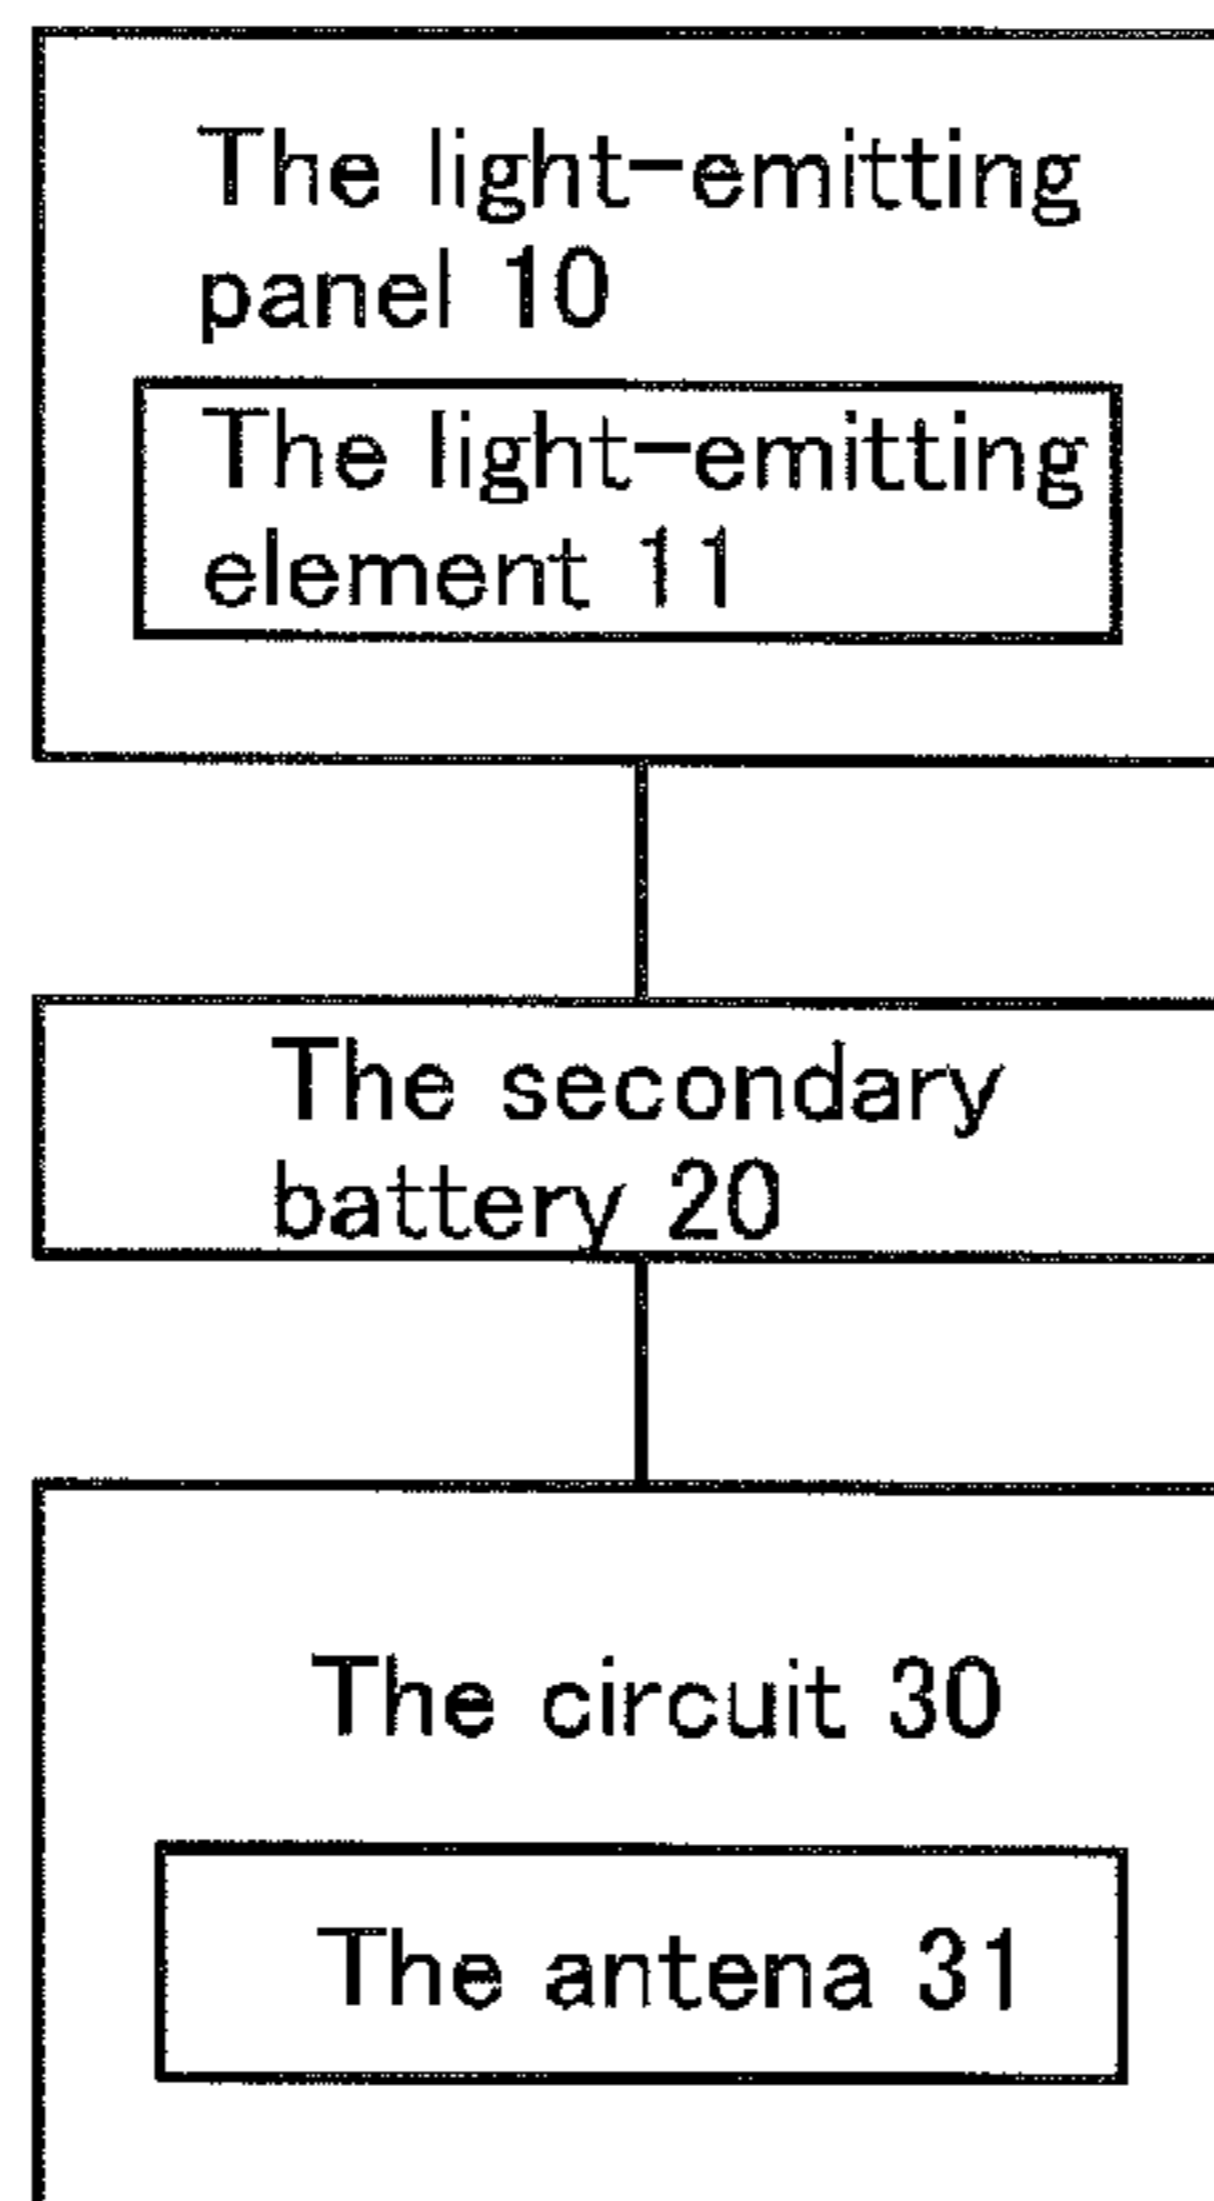 The light-emitting
panel 10
The light-emitting
element 11
The secondary
battery 20
The circuit 30
The antena 31